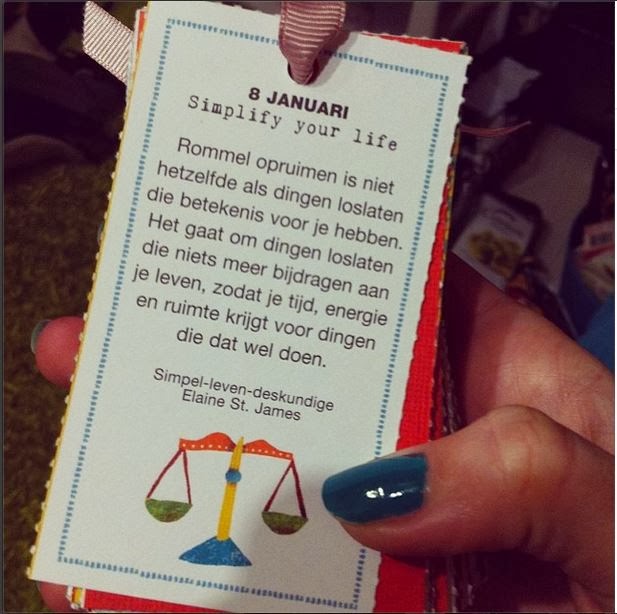 8 JANUARI
Simplify your life
Rommel opruimen is niet
hetzelfde als dingen loslaten
die betekenis voor je hebben.
Het gaat om dingen loslaten
die niets meer bijdragen aan
je leven, zodat je tijd, energie
en ruimte krijgt voor dingen
die dat wel doen.
Simpel-leven-deskundige
Elaine St. James